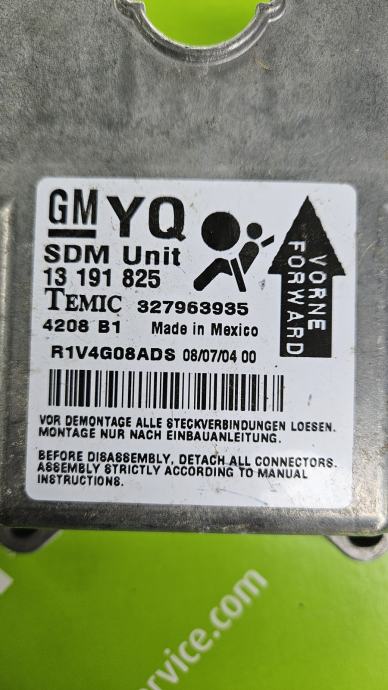 GM YQ
SDM Unit
13 191 825
TEMIC 327963935
4208 B1 Made in Mexico
VORNE
FORWARD
R1V4G08ADS 08/07/04 00
VOR DEMONTAGE ALLE STECKVERBINDUNGEN LOESEN.
MONTAGE NUR NACH EINBAUANLEITUNG.
BEFORE DISASSEMBLY, DETACH ALL CONNECTORS.
ASSEMBLY STRICTLY ACCORDING TO MANUAL
INSTRUCTIONS.
service.com